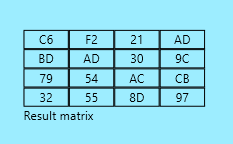 C6 F2 21 AD
BD AD 30 9C
79 54 AC CB
32 55 8D 97
Result matrix